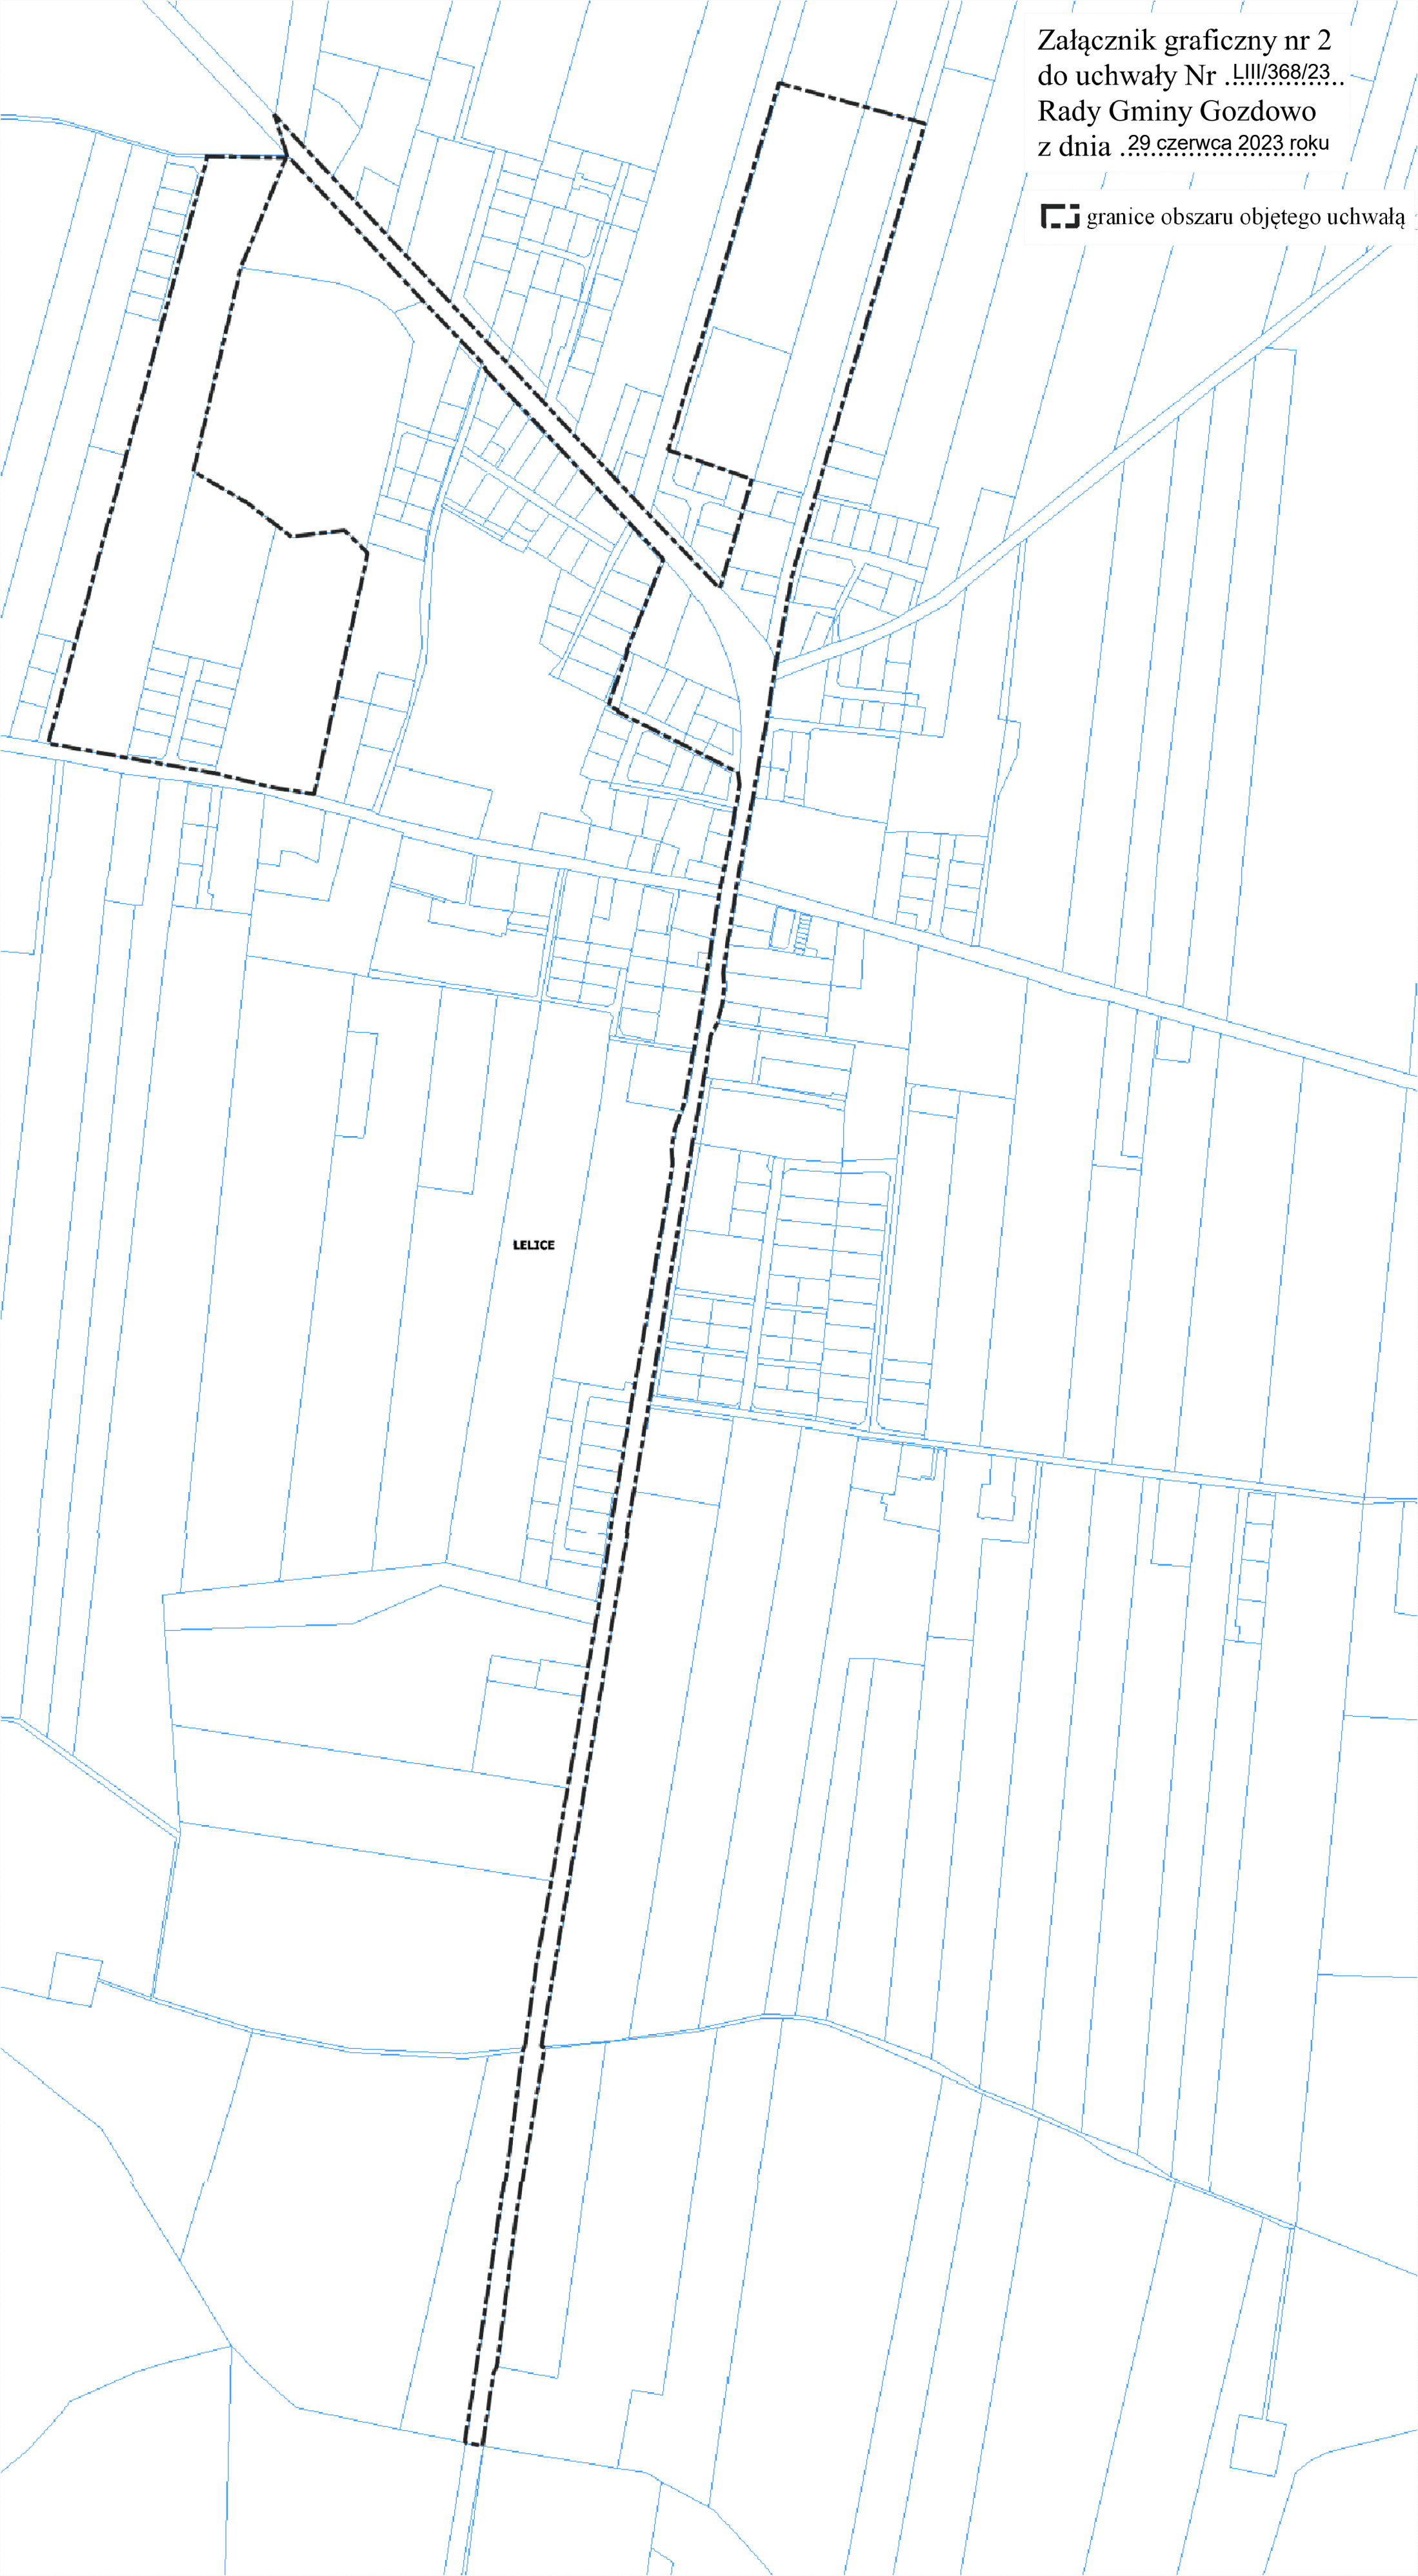 Załącznik graficzny nr 2
do uchwały Nr ..LIII/368/23..
Rady Gminy Gozdowo
z dnia ..29 czerwca 2023 roku
granice obszaru objętego uchwałą
LELICE